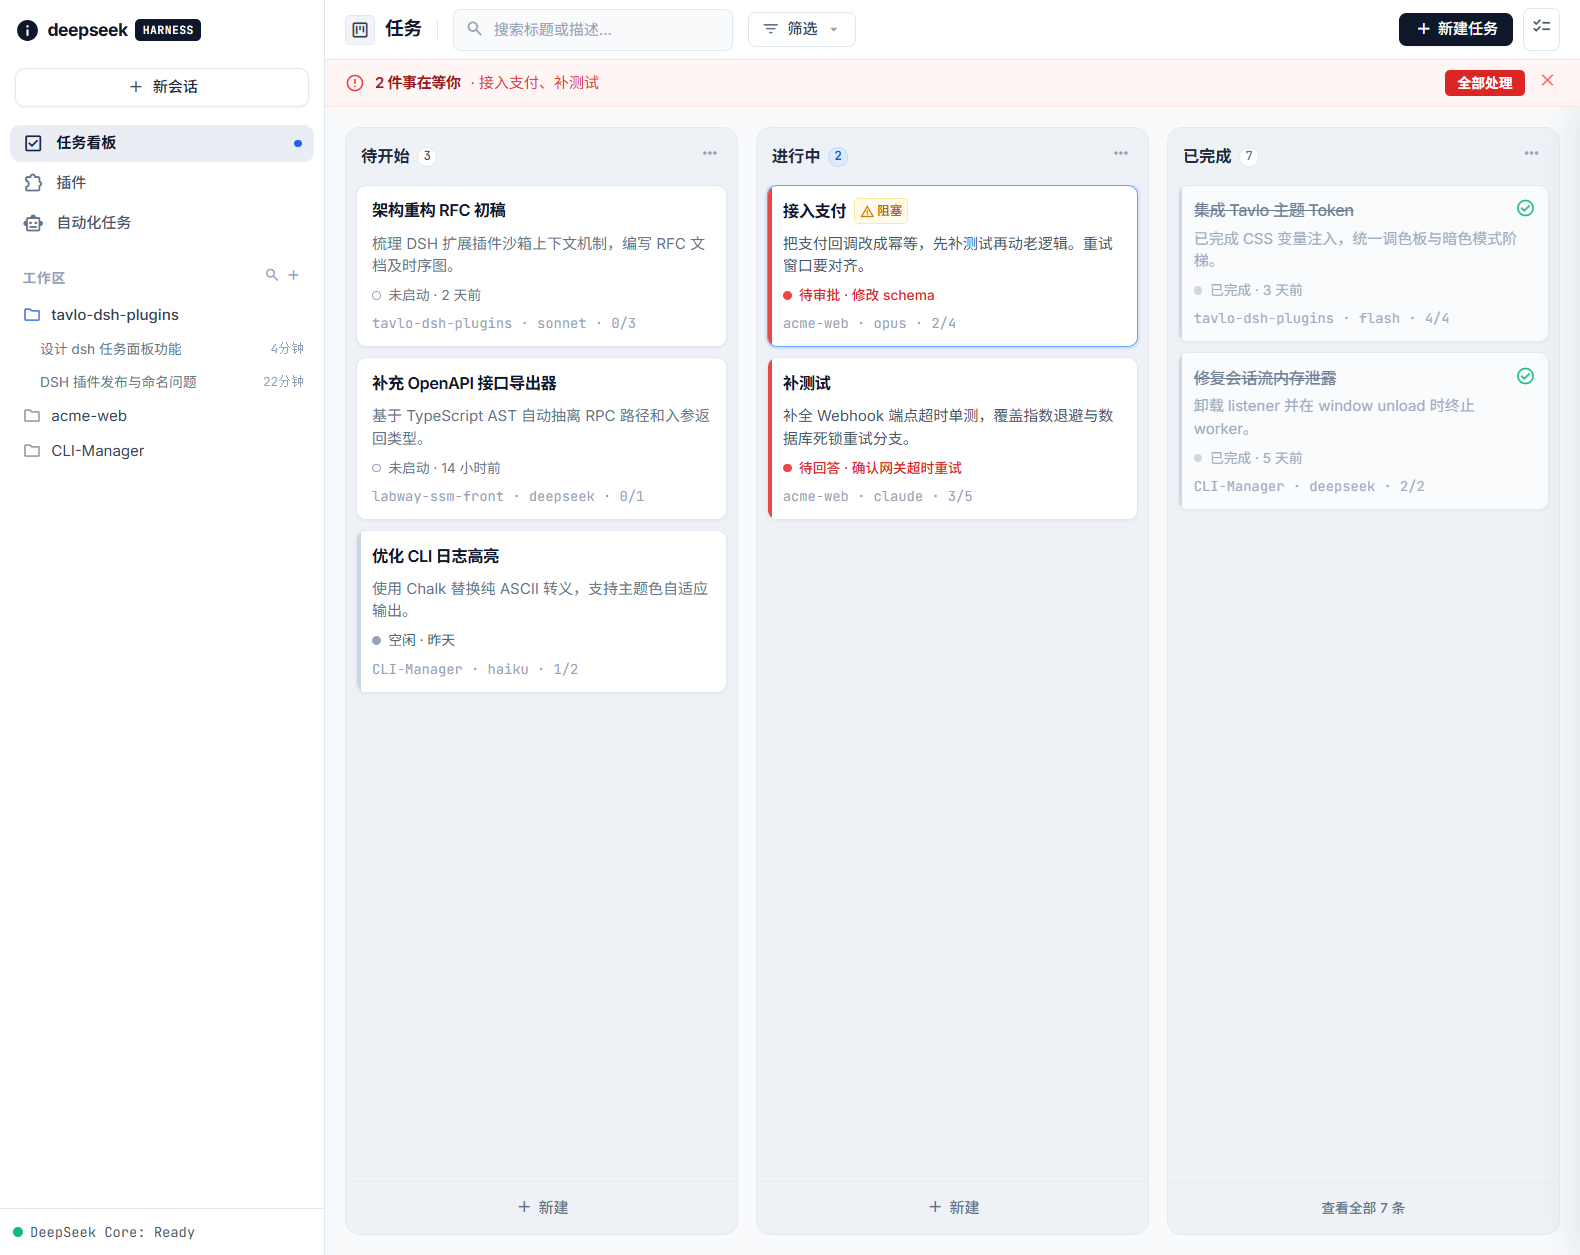 deepseek HARNESS
+ 新会话
任务看板
插件
自动化任务
工作区
tavlo-dsh-plugins
设计 dsh 任务面板功能 4分钟
DSH 插件发布与命名问题 22分钟
acme-web
CLI-Manager
DeepSeek Core: Ready
任务
搜索标题或描述...
筛选
+ 新建任务
2 件事在等你 · 接入支付、补测试
全部处理
待开始 3
架构重构 RFC 初稿
梳理 DSH 扩展插件沙箱上下文机制，编写 RFC 文
档及时序图。
未启动 · 2 天前
tavlo-dsh-plugins · sonnet · 0/3
补充 OpenAPI 接口导出器
基于 TypeScript AST 自动抽离 RPC 路径和入参返
回类型。
未启动 · 14 小时前
labway-ssm-front · deepseek · 0/1
优化 CLI 日志高亮
使用 Chalk 替换纯 ASCII 转义，支持主题色自适应
输出。
空闲 · 昨天
CLI-Manager · haiku · 1/2
+ 新建
进行中 2
接入支付 阻塞
把支付回调改成幂等，先补测试再动老逻辑。重试
窗口要对齐。
待审批 · 修改 schema
acme-web · opus · 2/4
补测试
补全 Webhook 端点超时单测，覆盖指数退避与数
据库死锁重试分支。
待回答 · 确认网关超时重试
acme-web · claude · 3/5
+ 新建
已完成 7
集成 Tavlo 主题 Token
已完成 CSS 变量注入，统一调色板与暗色模式阶
梯。
已完成 · 3 天前
tavlo-dsh-plugins · flash · 4/4
修复会话流内存泄露
卸载 listener 并在 window unload 时终止
worker。
已完成 · 5 天前
CLI-Manager · deepseek · 2/2
查看全部 7 条